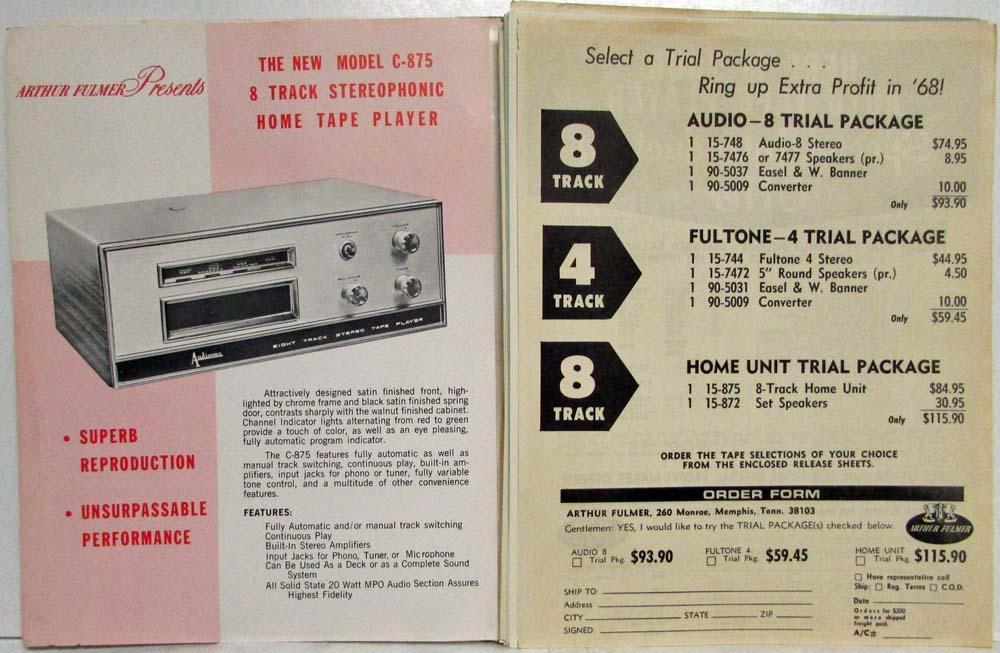 ARTHUR FULMER Presents
THE NEW MODEL C-875
8 TRACK STEREOPHONIC
HOME TAPE PLAYER
Audiovox
EIGHT TRACK STEREO TAPE PLAYER
• SUPERB
REPRODUCTION
• UNSURPASSABLE
PERFORMANCE
Attractively designed satin finished front, high-
lighted by chrome frame and black satin finished spring
door, contrasts sharply with the walnut finished cabinet.
Channel Indicator lights alternating from red to green
provide a touch of color, as well as an eye pleasing,
fully automatic program indicator.
The C-875 features fully automatic as well as
manual track switching, continuous play, built-in am-
plifiers, input jacks for phono or tuner, fully variable
tone control, and a multitude of other convenience
features.
FEATURES:
Fully Automatic and/or manual track switching
Continuous Play
Built-In Stereo Amplifiers
Input Jacks for Phono, Tuner, or Microphone
Can Be Used As a Deck or as a Complete Sound
System
All Solid State 20 Watt MPO Audio Section Assures
Highest Fidelity
Select a Trial Package . . .
Ring up Extra Profit in '68!
8
TRACK
AUDIO—8 TRIAL PACKAGE
1 15-748 Audio-8 Stereo $74.95
1 15-7476 or 7477 Speakers (pr.) 8.95
1 90-5037 Easel & W. Banner
1 90-5009 Converter 10.00
Only $93.90
4
TRACK
FULTONE—4 TRIAL PACKAGE
1 15-744 Fultone 4 Stereo $44.95
1 15-7472 5" Round Speakers (pr.) 4.50
1 90-5031 Easel & W. Banner
1 90-5009 Converter 10.00
Only $59.45
8
TRACK
HOME UNIT TRIAL PACKAGE
1 15-875 8-Track Home Unit $84.95
1 15-872 Set Speakers 30.95
Only $115.90
ORDER THE TAPE SELECTIONS OF YOUR CHOICE
FROM THE ENCLOSED RELEASE SHEETS.
ORDER FORM
ARTHUR FULMER, 260 Monroe, Memphis, Tenn. 38103
Gentlemen: YES, I would like to try the TRIAL PACKAGE(s) checked below.
ARTHUR FULMER
AUDIO 8 Trial Pkg. $93.90
FULTONE 4 Trial Pkg. $59.45
HOME UNIT Trial Pkg. $115.90
Have representative call
Ship: Reg. Terms C.O.D.
SHIP TO:
Address
CITY STATE ZIP
SIGNED
Date
Orders for $200
or more shipped
freight paid.
A/C#